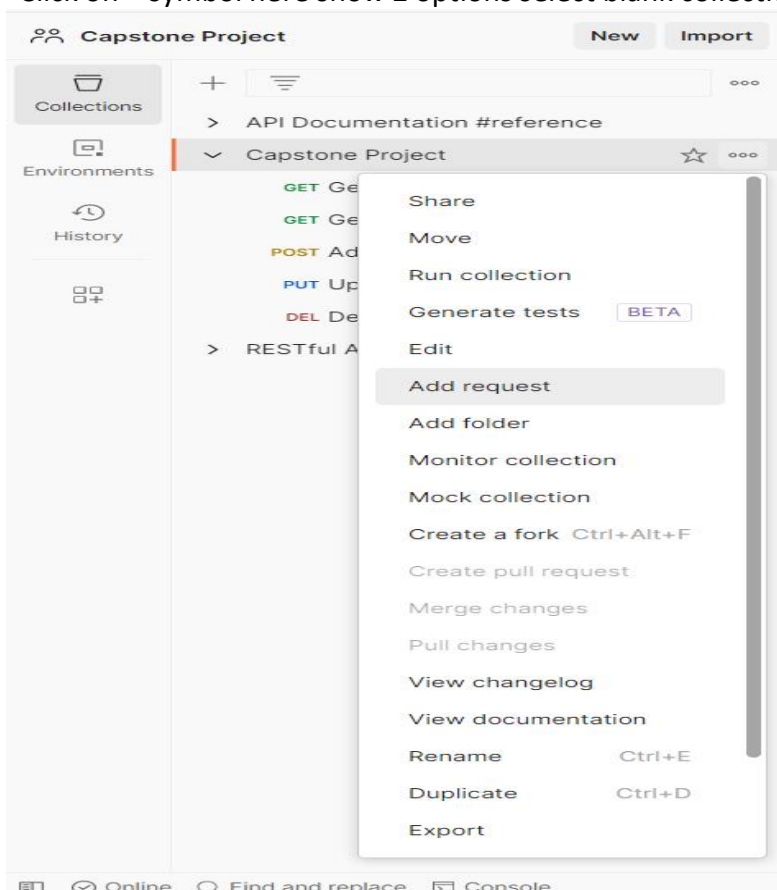 Capstone Project New Import
Collections
API Documentation #reference
Capstone Project
Environments
GET Ge
Share
GET Ge
Move
History
POST Ad
Run collection
PUT Up
Generate tests BETA
DEL De
RESTful A
Edit
Add request
Add folder
Monitor collection
Mock collection
Create a fork Ctrl+Alt+F
Create pull request
Merge changes
Pull changes
View changelog
View documentation
Rename Ctrl+E
Duplicate Ctrl+D
Export
Online Find and replace Console